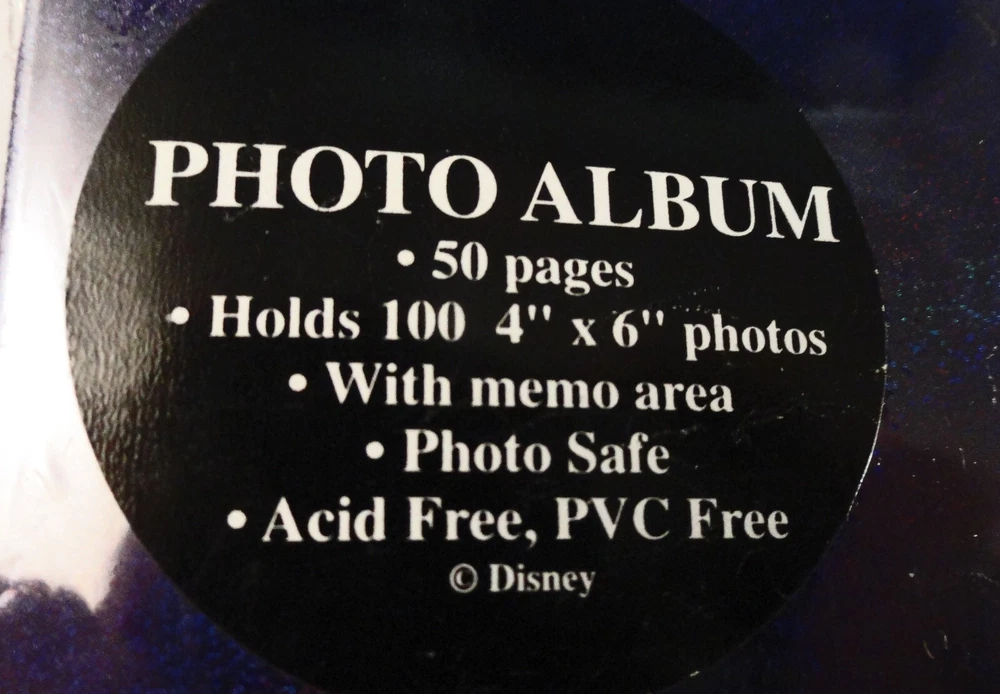 PHOTO ALBUM
• 50 pages
• Holds 100 4" x 6" photos
• With memo area
• Photo Safe
• Acid Free, PVC Free
© Disney